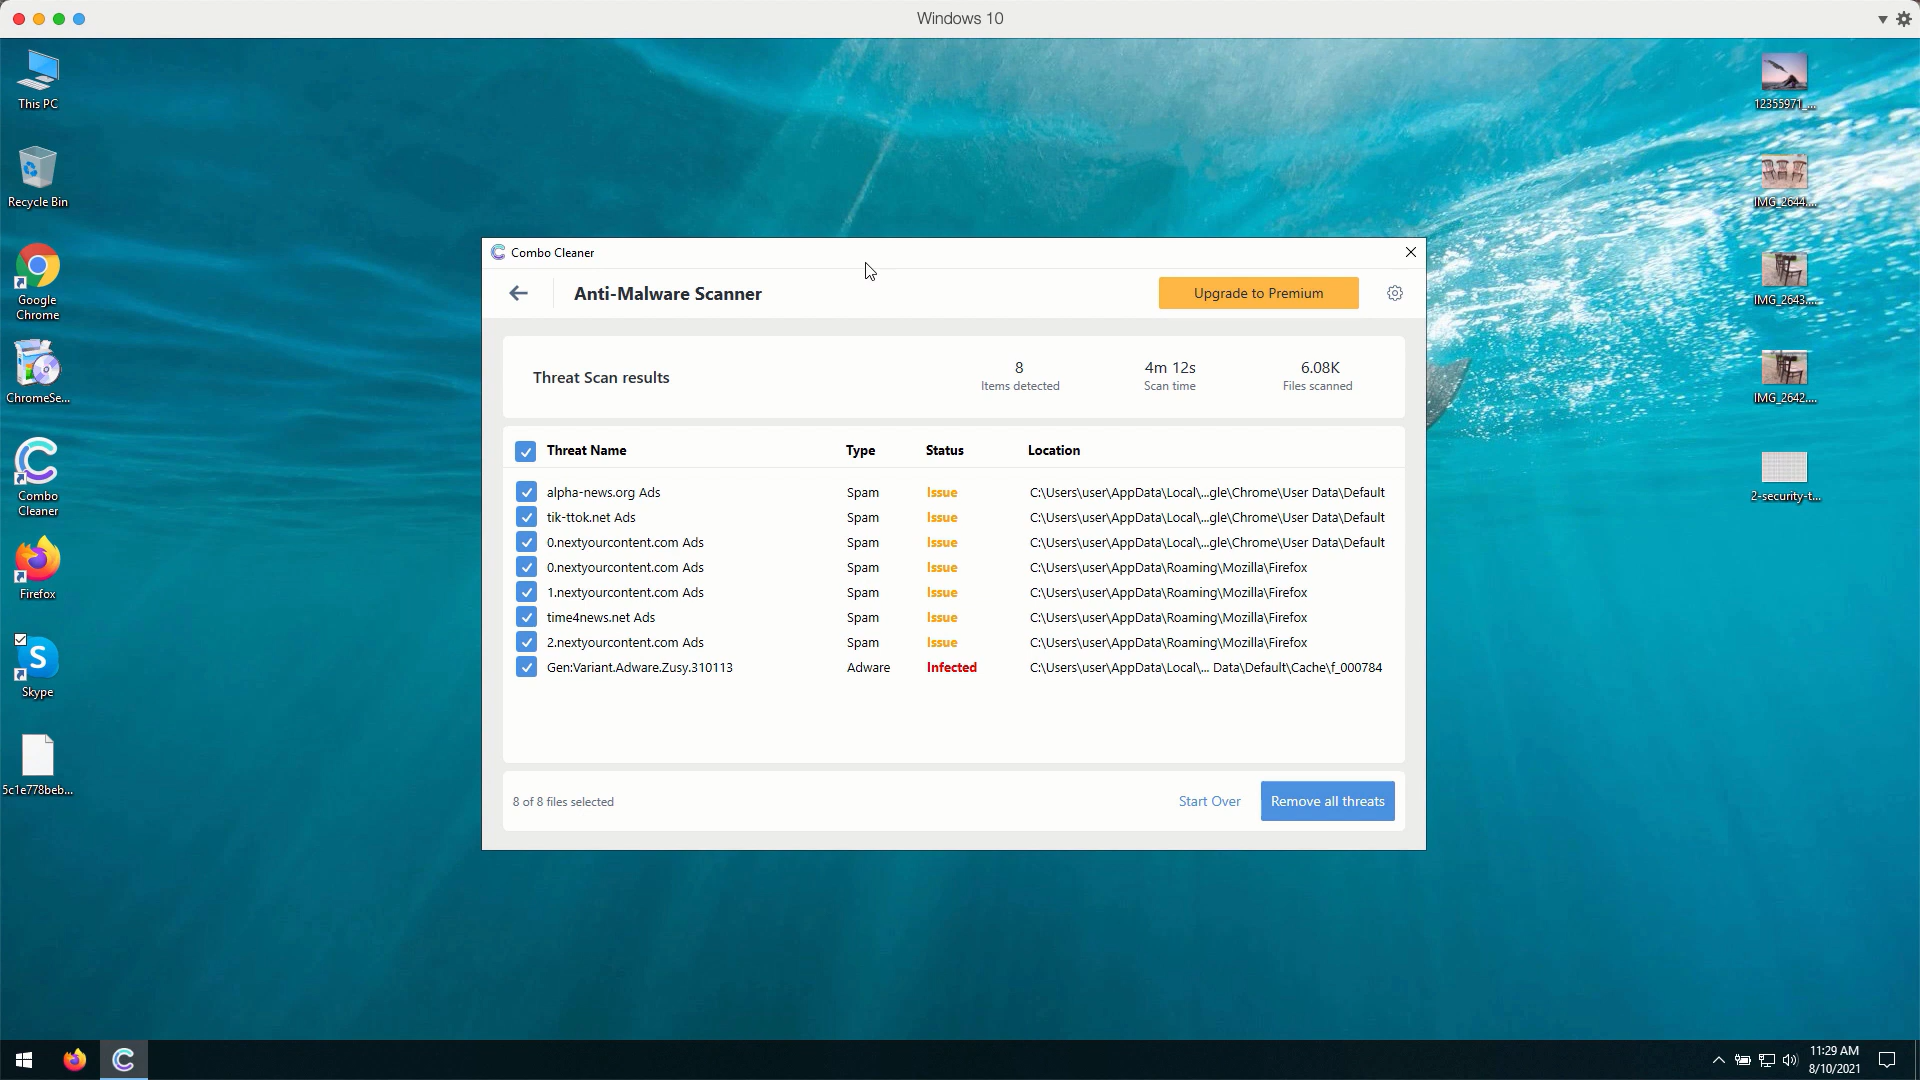 Windows 10
This PC
Recycle Bin
Google
Chrome
ChromeSe...
Combo
Cleaner
Firefox
Skype
5c1e778beb...
12355971_...
IMG_2644....
IMG_2643....
IMG_2642....
2-security-t...
Combo Cleaner
Anti-Malware Scanner
Upgrade to Premium
Threat Scan results
8 4m 12s 6.08K
Items detected Scan time Files scanned
Threat Name Type Status Location
alpha-news.org Ads Spam Issue C:\Users\user\AppData\Local\...gle\Chrome\User Data\Default
tik-ttok.net Ads Spam Issue C:\Users\user\AppData\Local\...gle\Chrome\User Data\Default
0.nextyourcontent.com Ads Spam Issue C:\Users\user\AppData\Local\...gle\Chrome\User Data\Default
0.nextyourcontent.com Ads Spam Issue C:\Users\user\AppData\Roaming\Mozilla\Firefox
1.nextyourcontent.com Ads Spam Issue C:\Users\user\AppData\Roaming\Mozilla\Firefox
time4news.net Ads Spam Issue C:\Users\user\AppData\Roaming\Mozilla\Firefox
2.nextyourcontent.com Ads Spam Issue C:\Users\user\AppData\Roaming\Mozilla\Firefox
Gen:Variant.Adware.Zusy.310113 Adware Infected C:\Users\user\AppData\Local\... Data\Default\Cache\f_000784
8 of 8 files selected
Start Over
Remove all threats
11:29 AM
8/10/2021